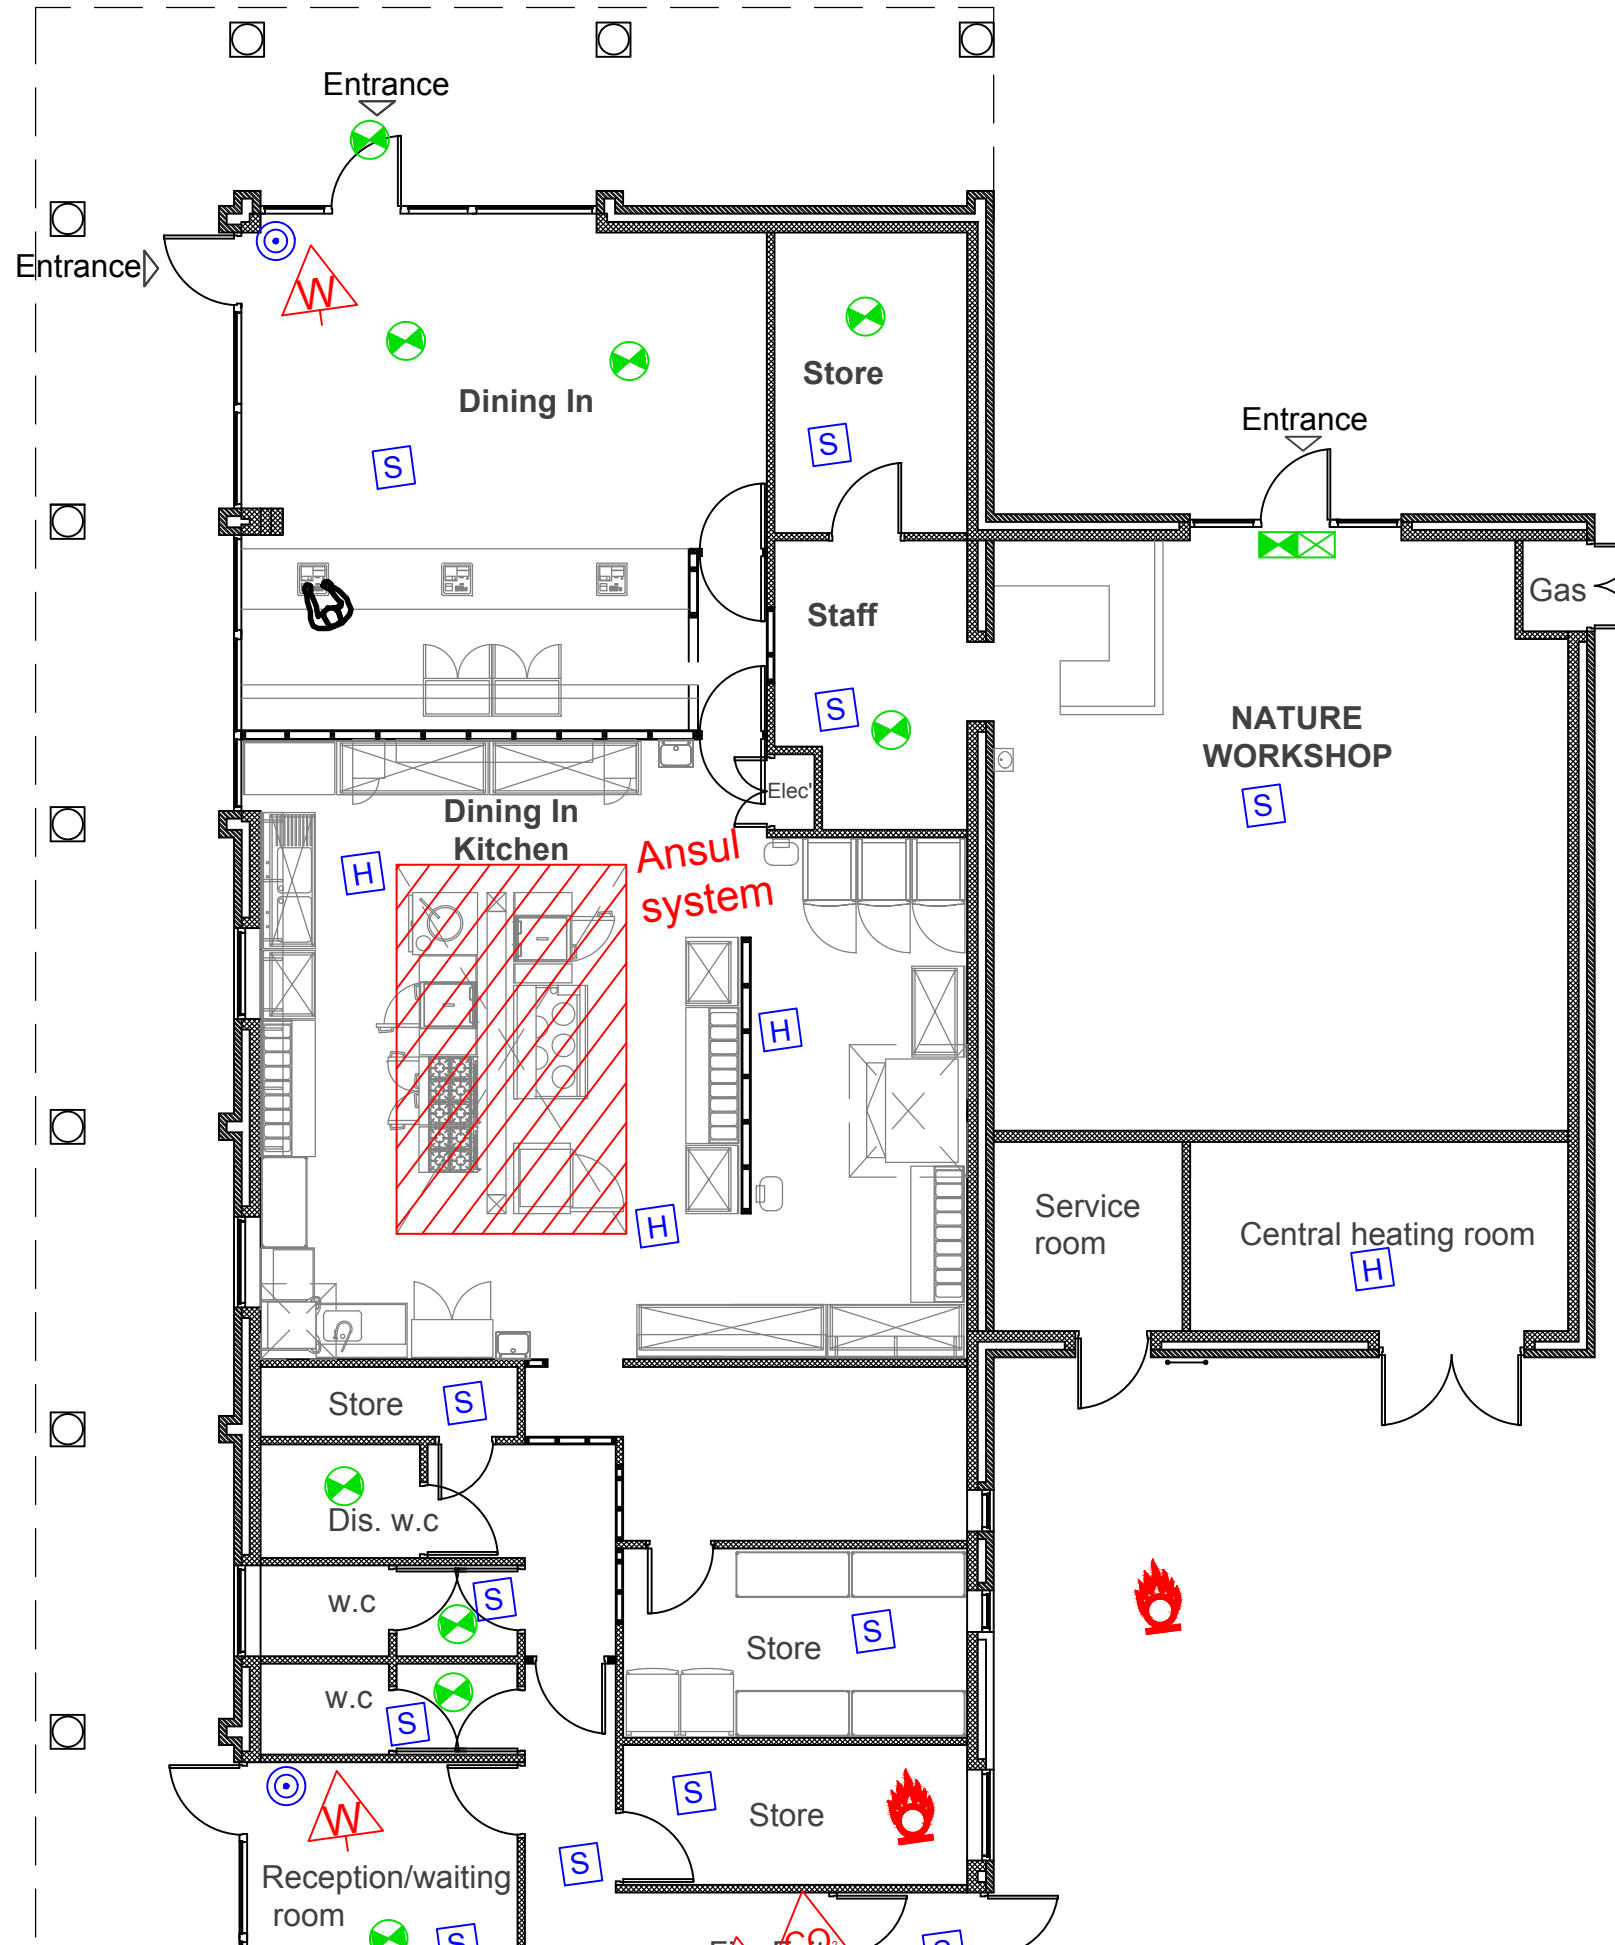 Entrance
Entrance
W
Dining In
S
Store
S
Entrance
Gas
Staff
S
NATURE
WORKSHOP
S
Elec'
Dining In
Kitchen
H
Ansul
system
H
H
Service
room
Central heating room
H
Store
S
Dis. w.c
w.c
S
Store
S
w.c
S
W
S
Store
S
Reception/waiting
room
S
CO2
S